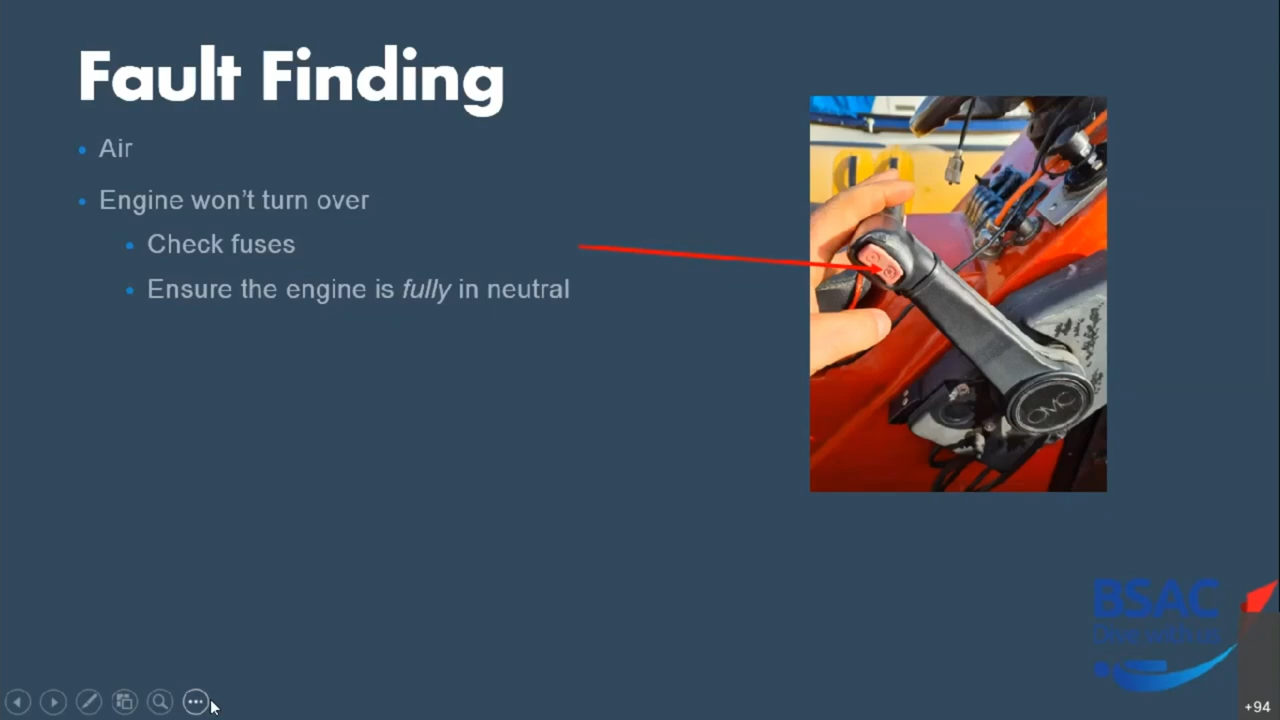 Fault Finding
Air
Engine won't turn over
Check fuses
Ensure the engine is fully in neutral
OMC
BSAC
Dive with us
+94